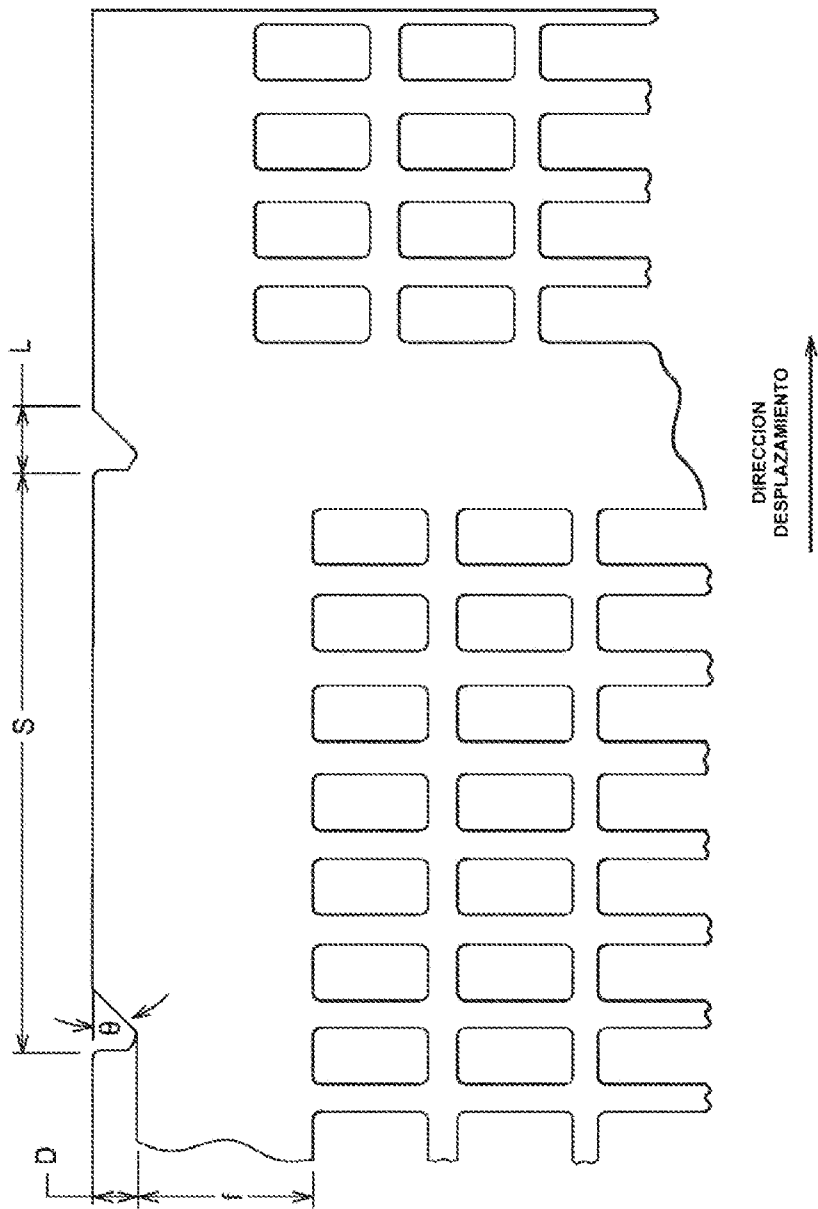 L
S
θ
D
f
DIRECCION
DESPLAZAMIENTO